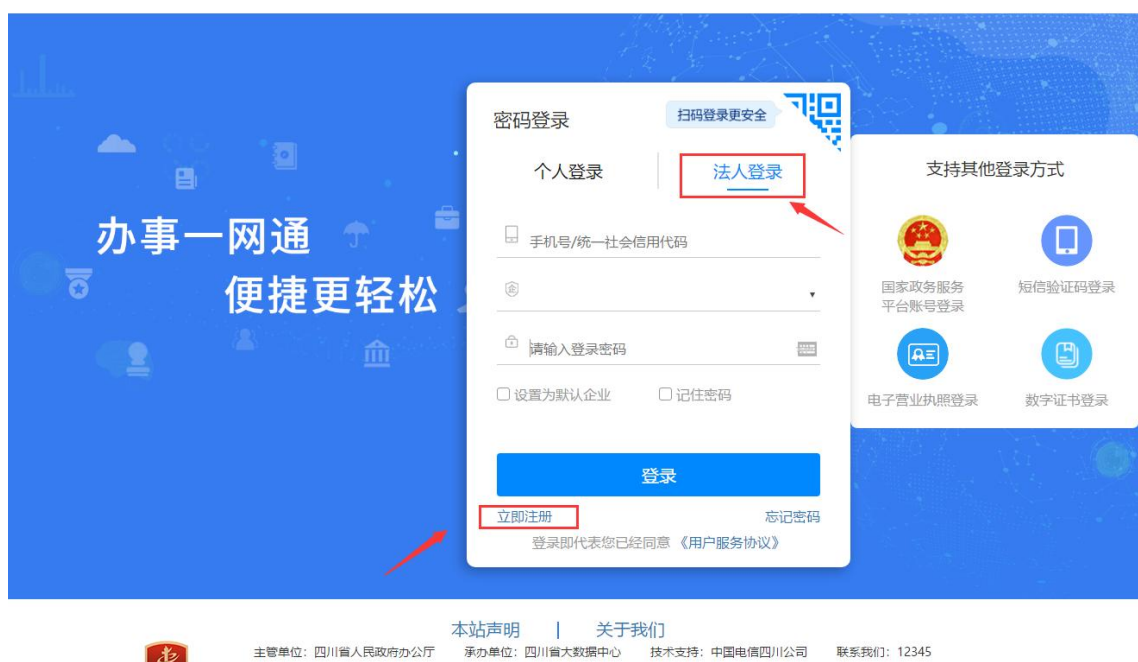 密码登录
扫码登录更安全
个人登录
法人登录
支持其他登录方式
办事一网通
便捷更轻松
手机号/统一社会信用代码
企
请输入登录密码
设置为默认企业
记住密码
国家政务服务
平台账号登录
短信验证码登录
电子营业执照登录
数字证书登录
登录
立即注册
忘记密码
登录即代表您已经同意 《用户服务协议》
本站声明 | 关于我们
主管单位：四川省人民政府办公厅 承办单位：四川省大数据中心 技术支持：中国电信四川公司 联系我们：12345